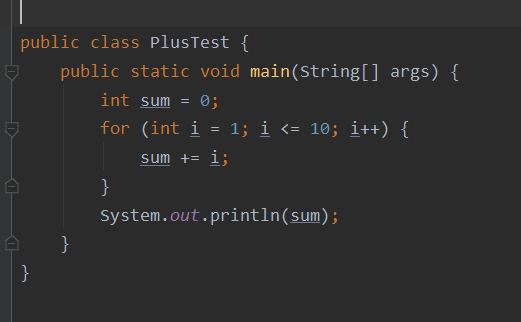 public class PlusTest {
    public static void main(String[] args) {
        int sum = 0;
        for (int i = 1; i <= 10; i++) {
            sum += i;
        }
        System.out.println(sum);
    }
}